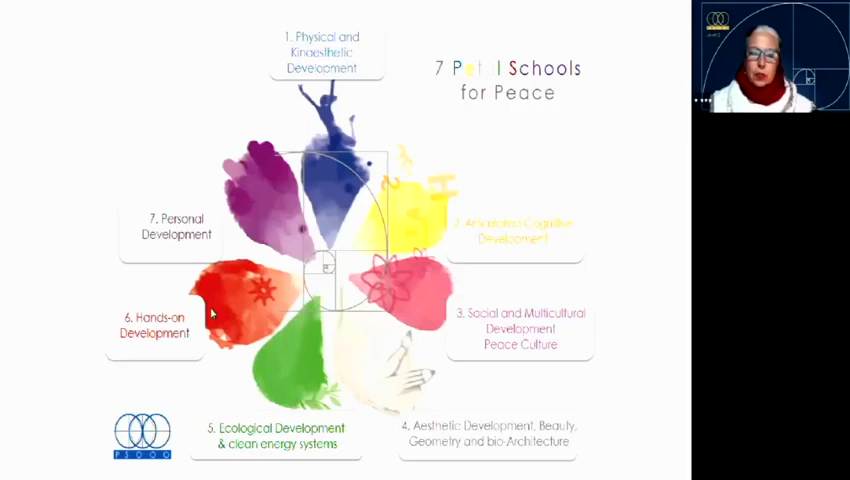 1. Physical and
Kinaesthetic
Development
7 Petal Schools
for Peace
7. Personal
Development
2. Articulated Cognitive
Development
6. Hands-on
Development
3. Social and Multicultural
Development
Peace Culture
5. Ecological Development
& clean energy systems
4. Aesthetic Development, Beauty,
Geometry and bio-Architecture